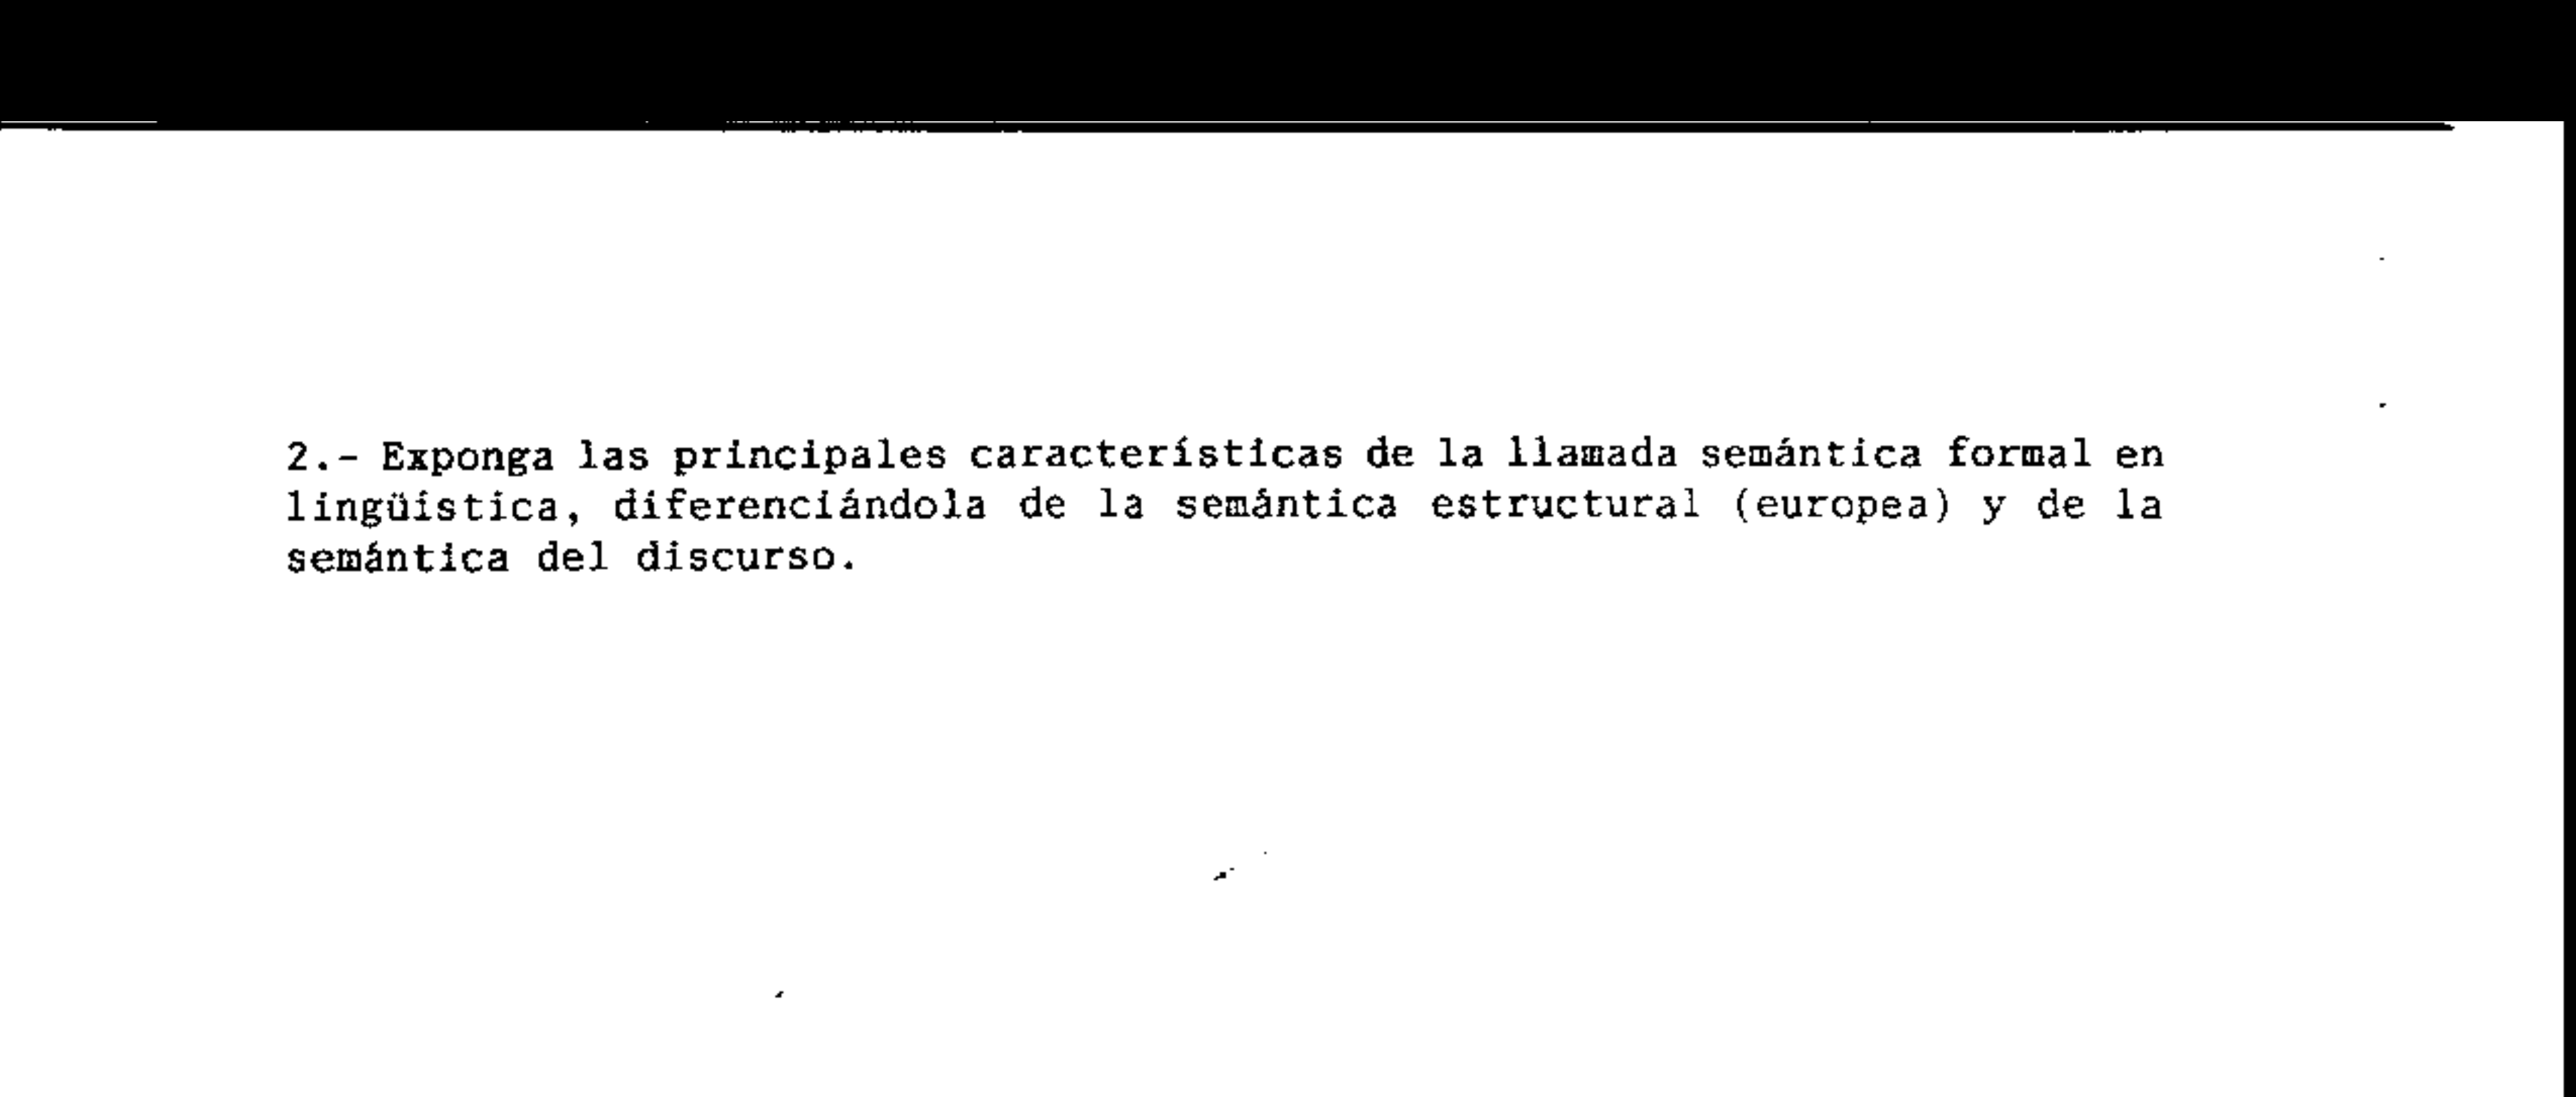 2.- Exponga las principales características de la llamada semántica formal en
lingüística, diferenciándola de la semántica estructural (europea) y de la
semántica del discurso.